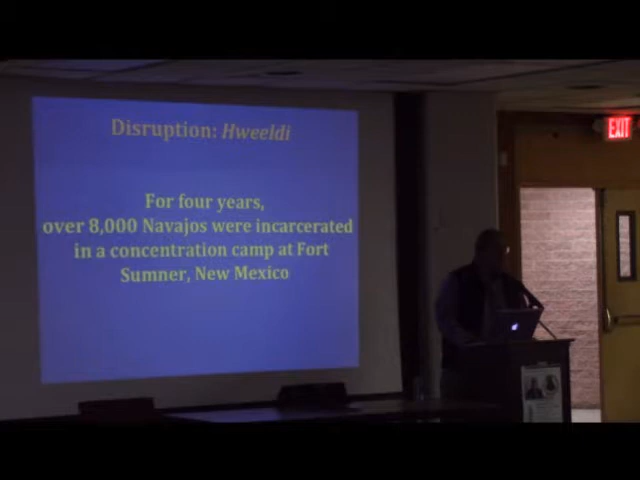 Disruption: Hweeldi
For four years,
over 8,000 Navajos were incarcerated
in a concentration camp at Fort
Sumner, New Mexico
EXIT